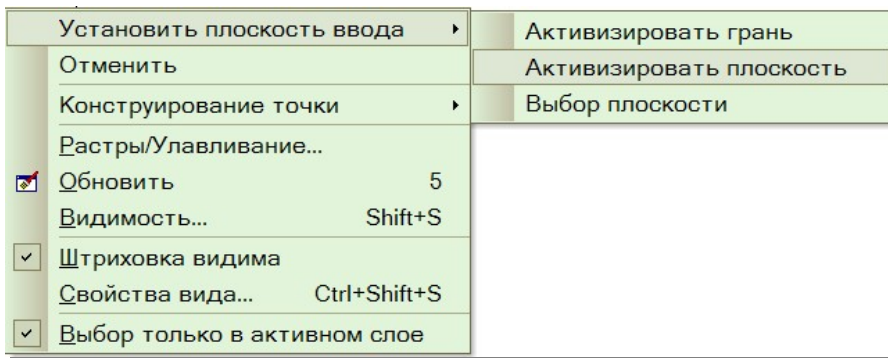 Установить плоскость ввода
Отменить
Конструирование точки
Растры/Улавливание...
Обновить 5
Видимость... Shift+S
Штриховка видима
Свойства вида... Ctrl+Shift+S
Выбор только в активном слое
Активизировать грань
Активизировать плоскость
Выбор плоскости